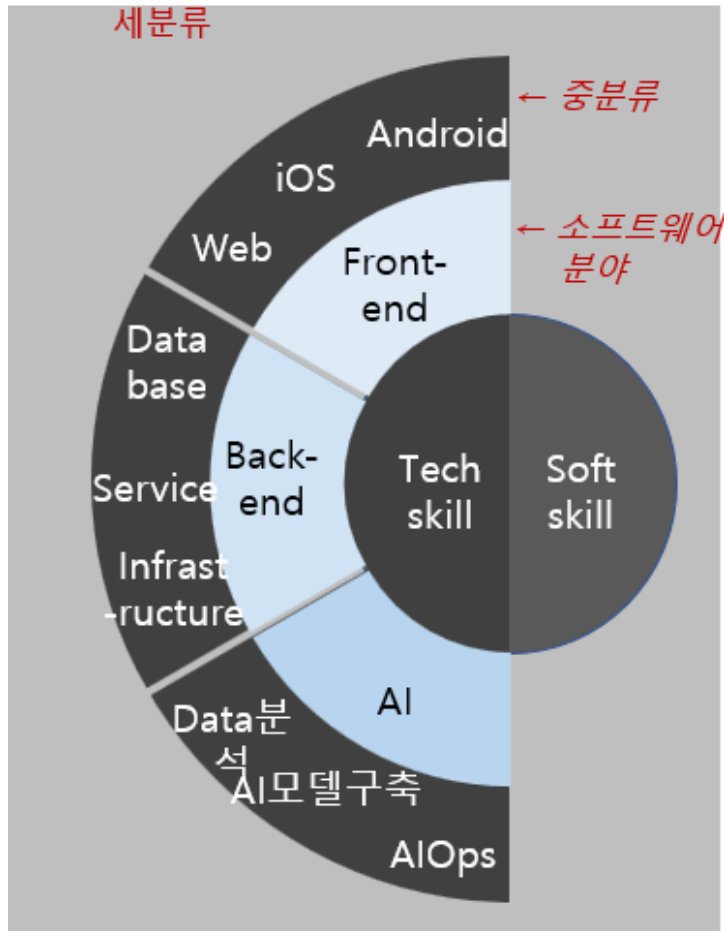 세분류
← 중분류
Android
iOS
Web
← 소프트웨어
분야
Front-
end
Data
base
Back-
end
Service
Infrast
-ructure
Tech
skill
Soft
skill
AI
Data분
석
AI모델구축
AIOps